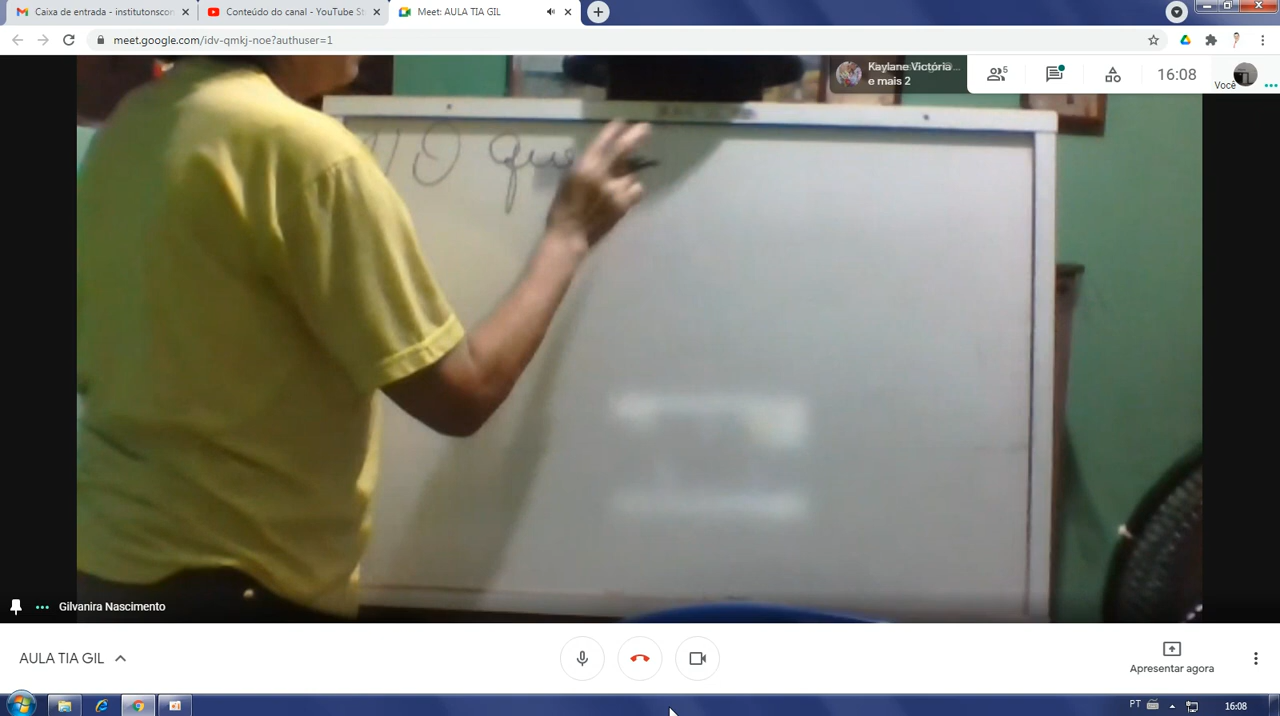 Caixa de entrada - institutonscon
Conteúdo do canal - YouTube St
Meet: AULA TIA GIL
meet.google.com/idv-qmkj-noe?authuser=1
Kaylane Victória
e mais 2
5
16:08
Você
1) O que
Gilvanira Nascimento
AULA TIA GIL
Apresentar agora
PT
16:08